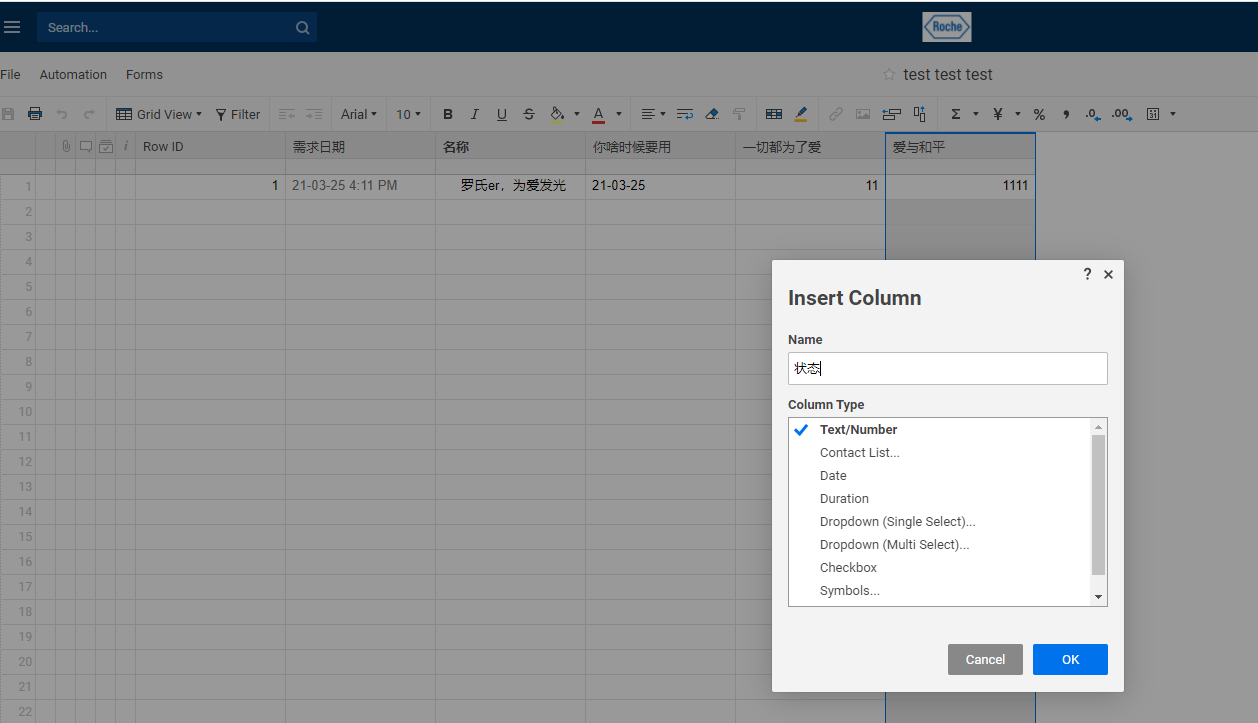 Search...
Roche
File Automation Forms
test test test
Grid View Filter Arial 10 B I U S A Σ ¥ % , .0 .00 31
i Row ID 需求日期 名称 你啥时候要用 一切都为了爱 爱与和平
1 1 21-03-25 4:11 PM 罗氏er，为爱发光 21-03-25 11 1111
2
3
4
5
6
7
8
9
10
11
12
13
14
15
16
17
18
19
20
21
22
? ×
Insert Column
Name
状态
Column Type
Text/Number
Contact List...
Date
Duration
Dropdown (Single Select)...
Dropdown (Multi Select)...
Checkbox
Symbols...
Cancel OK